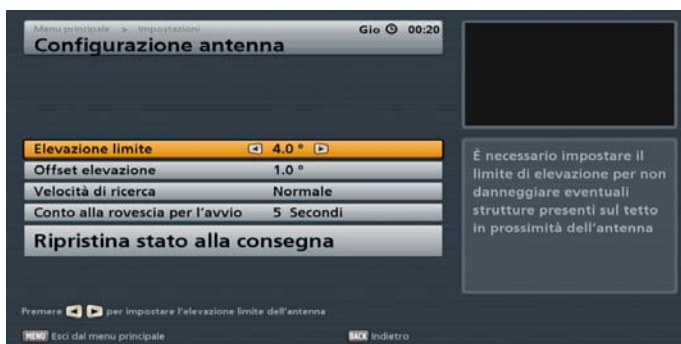 Menu principale > Impostazioni
Gio 00:20
Configurazione antenna
Elevazione limite 4.0 °
Offset elevazione 1.0 °
Velocità di ricerca Normale
Conto alla rovescia per l'avvio 5 Secondi
Ripristina stato alla consegna
È necessario impostare il
limite di elevazione per non
danneggiare eventuali
strutture presenti sul tetto
in prossimità dell'antenna
Premere per impostare l'elevazione limite dell'antenna
MENU Esci dal menu principale
BACK Indietro